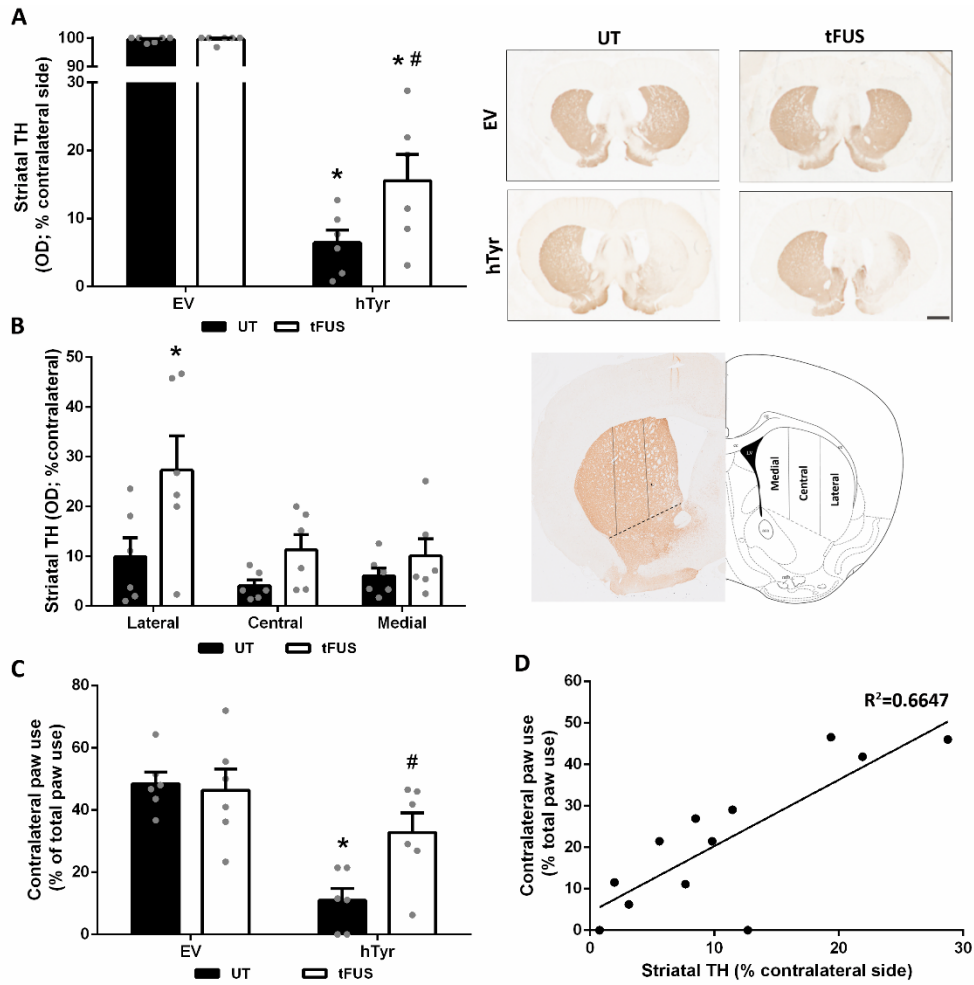 A
Striatal TH
(OD; % contralateral side)
100
90
30
20
10
0
*
* #
EV
hTyr
UT
tFUS
UT
tFUS
EV
hTyr
B
Striatal TH (OD; %contralateral)
50
40
30
20
10
0
*
Lateral
Central
Medial
UT
tFUS
LV
Medial
Central
Lateral
C
Contralateral paw use
(% of total paw use)
80
60
40
20
0
*
#
EV
hTyr
UT
tFUS
D
Contralateral paw use
(% total paw use)
60
50
40
30
20
10
0
R²=0.6647
0
10
20
30
Striatal TH (% contralateral side)